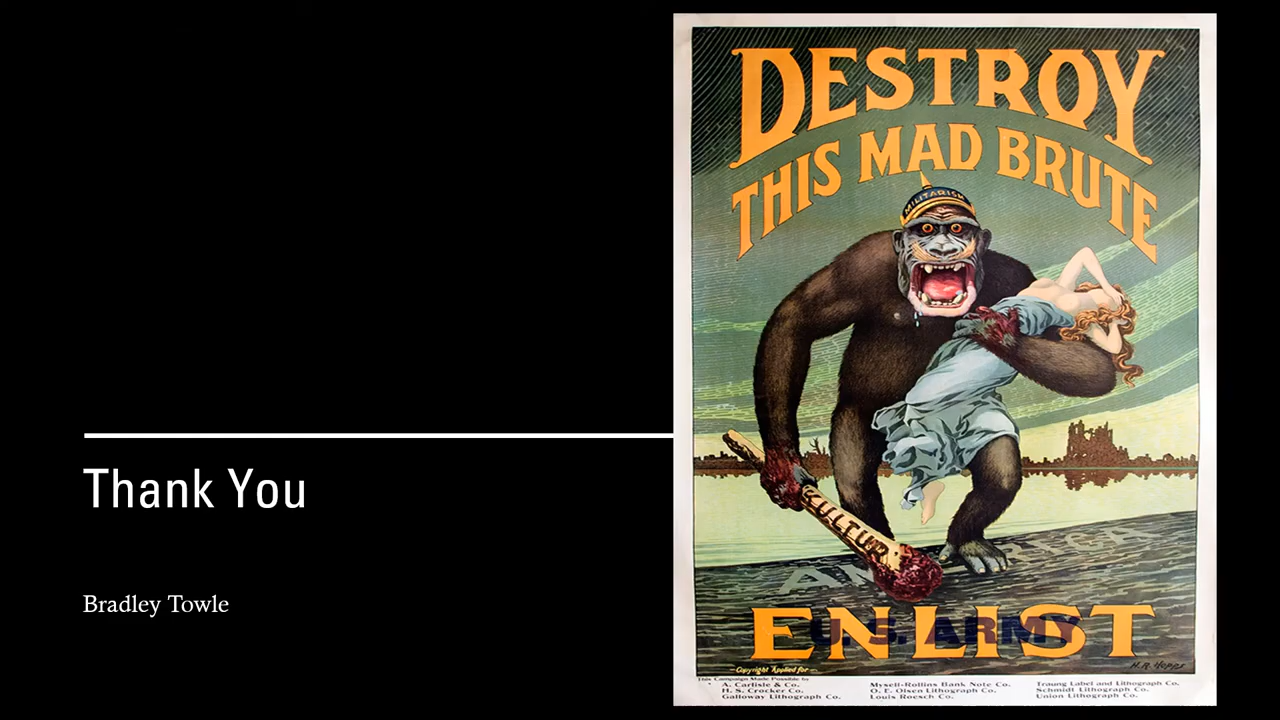 Thank You
Bradley Towle
DESTROY
THIS MAD BRUTE
MILITARISM
KULTUR
AMERICA
ENLIST
U.S. ARMY
H.R. HOPPS
-Copyright Applied for-
This Campaign Made Possible by
A. Carlisle & Co.
H. S. Crocker Co.
Galloway Lithograph Co.
Mysell-Rollins Bank Note Co.
O. E. Olsen Lithograph Co.
Louis Roesch Co.
Traung Label and Lithograph Co.
Schmidt Lithograph Co.
Union Lithograph Co.